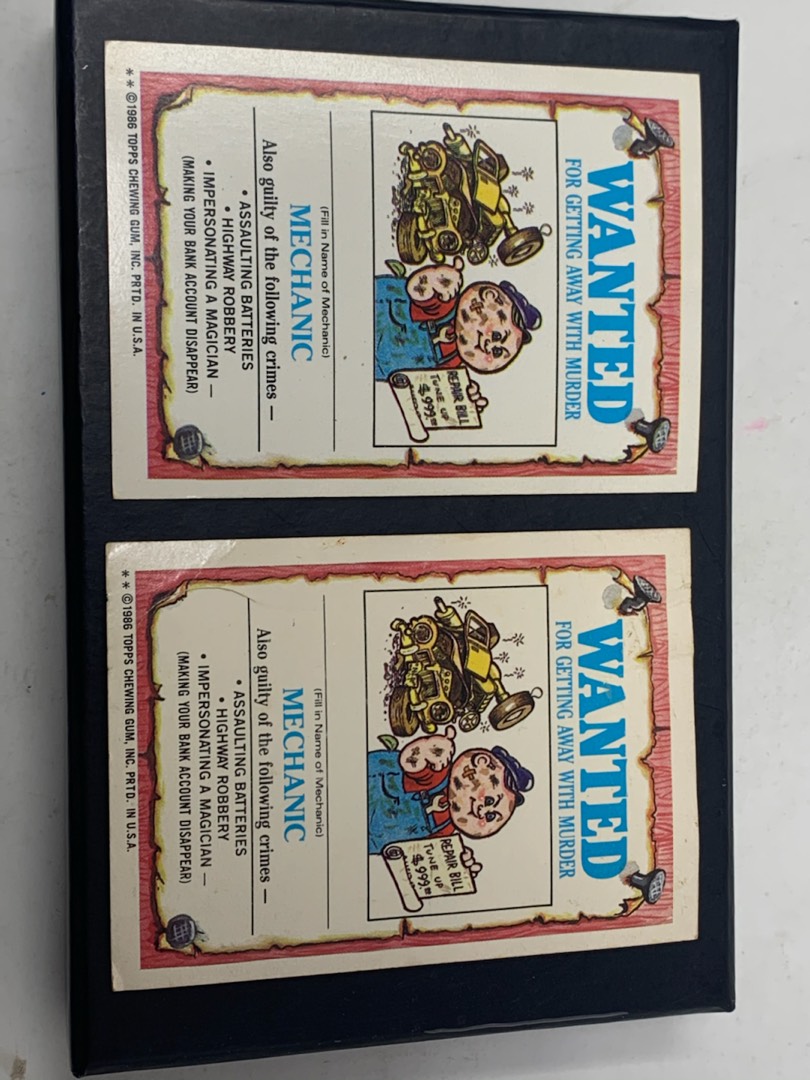 WANTED
FOR GETTING AWAY WITH MURDER
REPAIR BILL
TUNE UP
$999.00
(Fill in Name of Mechanic)
MECHANIC
Also guilty of the following crimes —
• ASSAULTING BATTERIES
• HIGHWAY ROBBERY
• IMPERSONATING A MAGICIAN —
(MAKING YOUR BANK ACCOUNT DISAPPEAR)
** ©1986 TOPPS CHEWING GUM, INC. PRTD. IN U.S.A.
WANTED
FOR GETTING AWAY WITH MURDER
REPAIR BILL
TUNE UP
$999.00
(Fill in Name of Mechanic)
MECHANIC
Also guilty of the following crimes —
• ASSAULTING BATTERIES
• HIGHWAY ROBBERY
• IMPERSONATING A MAGICIAN —
(MAKING YOUR BANK ACCOUNT DISAPPEAR)
** ©1986 TOPPS CHEWING GUM, INC. PRTD. IN U.S.A.